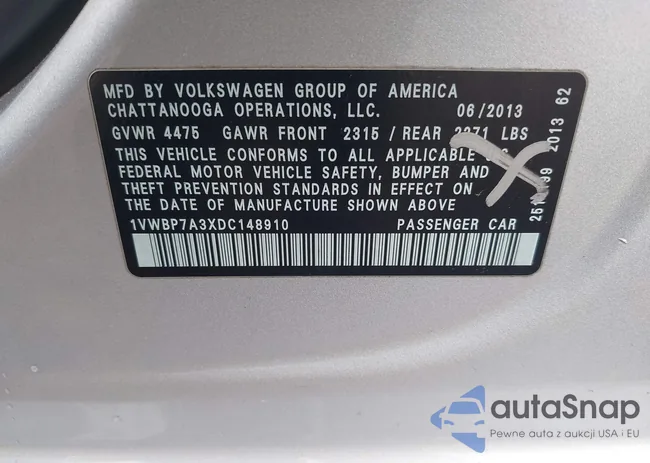 MFD BY VOLKSWAGEN GROUP OF AMERICA
CHATTANOOGA OPERATIONS, LLC. 06/2013
GVWR 4475 GAWR FRONT 2315 / REAR LBS
THIS VEHICLE CONFORMS TO ALL APPLICABLE
FEDERAL MOTOR VEHICLE SAFETY, BUMPER AND
THEFT PREVENTION STANDARDS IN EFFECT ON
THE DATE OF MANUFACTURE SHOWN ABOVE
1VWBP7A3XDC148910 PASSENGER CAR
2013 62
autaSnap
Pewne auta z aukcji USA i EU